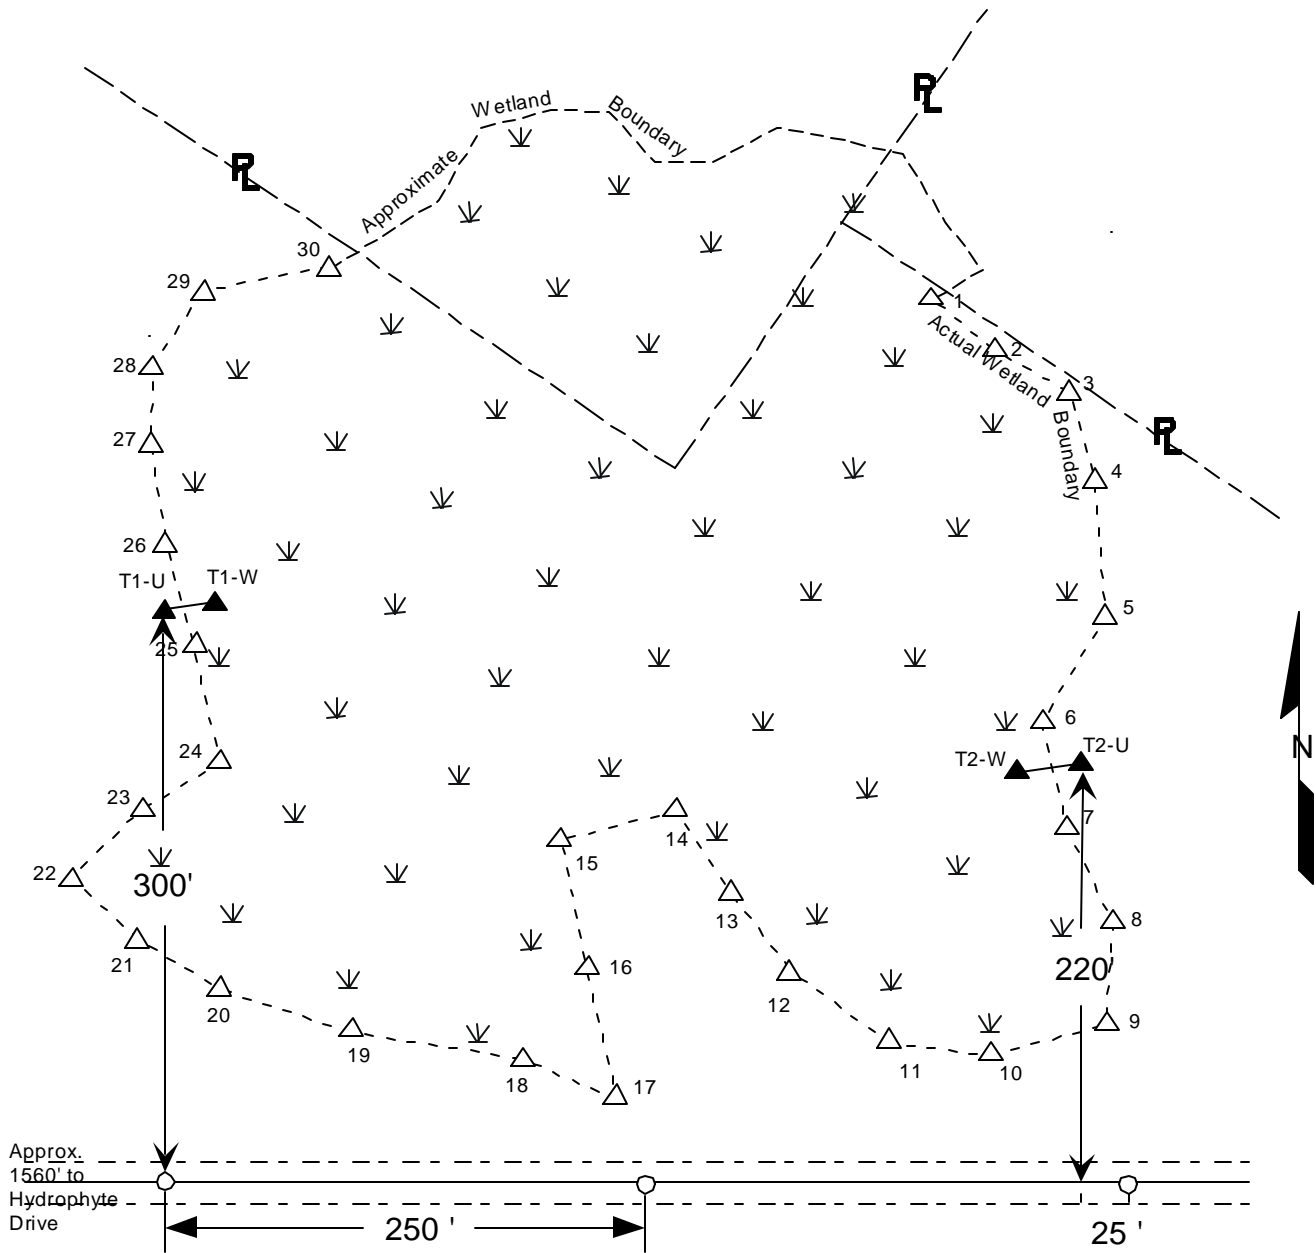 PL
Wetland
Boundary
Approximate
PL
30
29
1
28
Actual Wetland
2
3
Boundary
27
PL
4
26
T1-U
T1-W
5
25
6
24
T2-W
T2-U
N
23
7
14
15
22
300'
13
8
21
16
220'
12
20
9
19
11
10
18
17
Approx.
1560' to
Hydrophyte
Drive
250 '
25 '